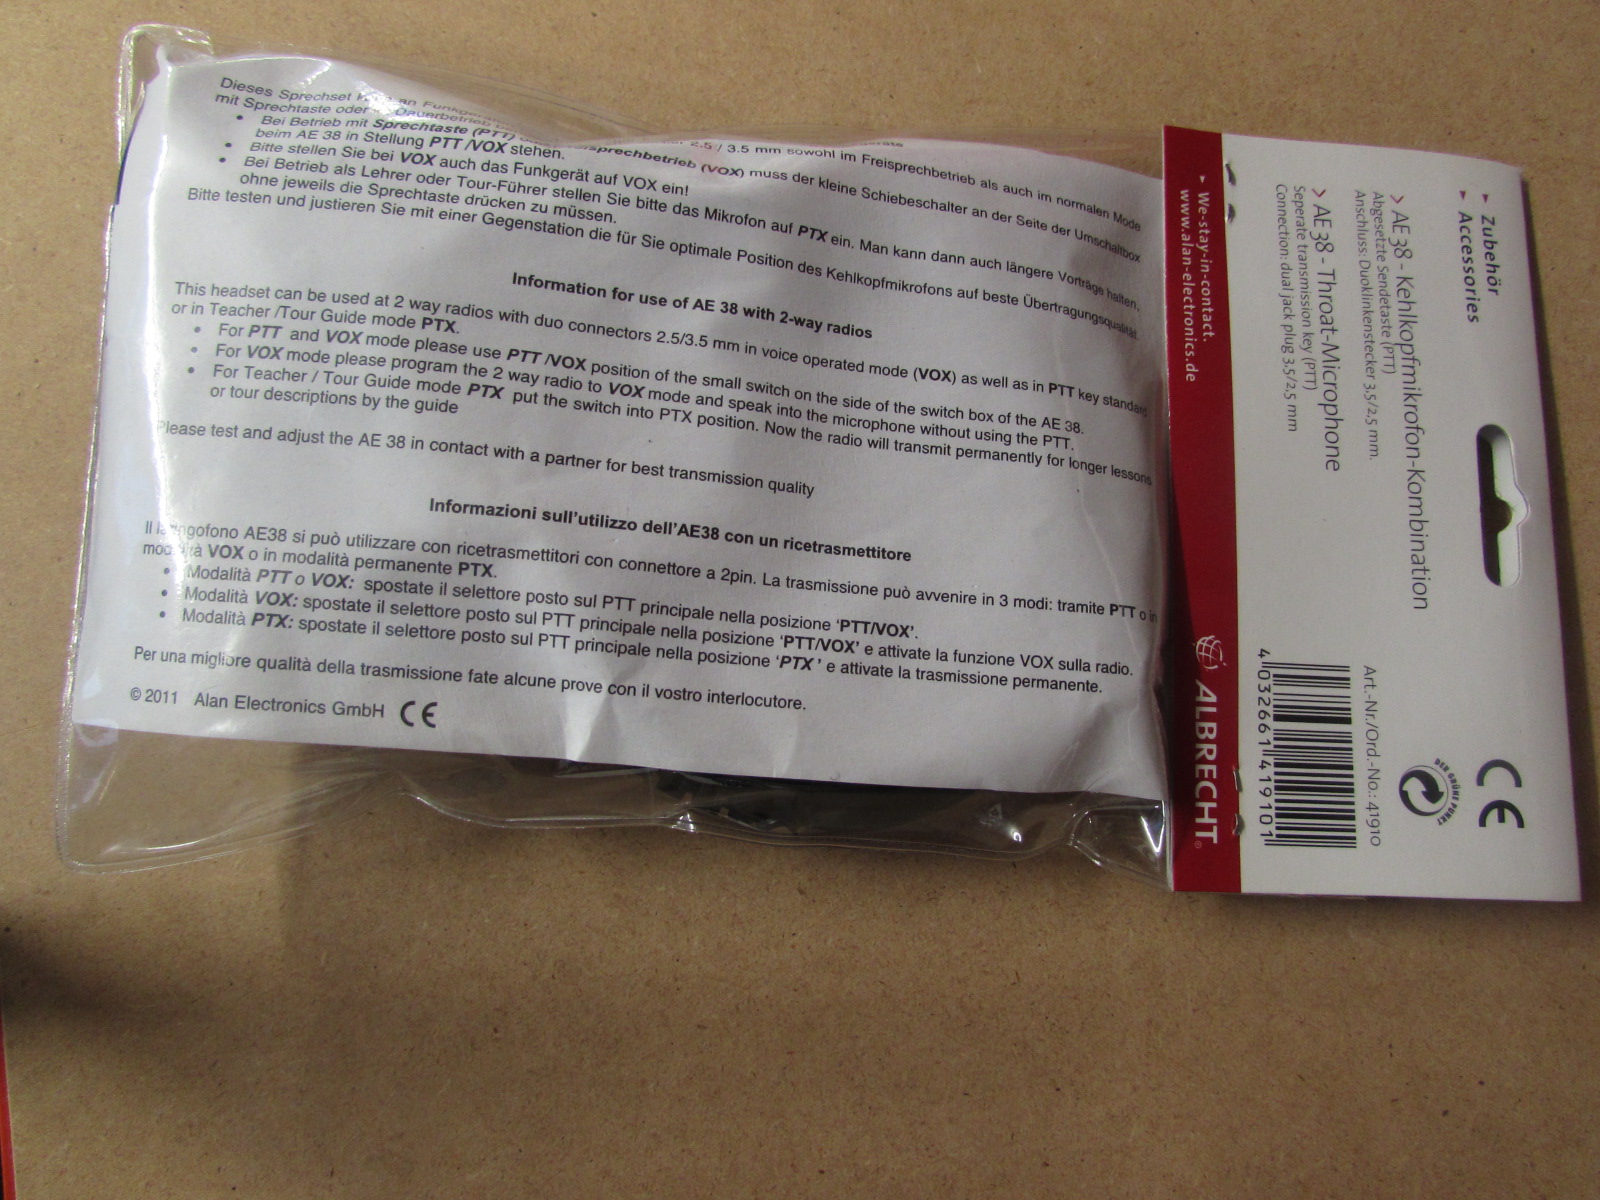 Dieses Sprechset an
mit Sprechtaste oder
2.5 / 3.5 mm sowohl im Freisprechbetrieb als auch im normalen Mode
• Bei Betrieb mit Sprechtaste (PTT) muss der kleine Schiebeschalter an der Seite der Umschaltbox
beim AE 38 in Stellung PTT /VOX stehen.
• Bitte stellen Sie bei VOX auch das Funkgerät auf VOX ein!
• Bei Betrieb als Lehrer oder Tour-Führer stellen Sie bitte das Mikrofon auf PTX ein. Man kann dann auch längere Vorträge halten,
ohne jeweils die Sprechtaste drücken zu müssen.
Bitte testen und justieren Sie mit einer Gegenstation die für Sie optimale Position des Kehlkopfmikrofons auf beste Übertragungsqualität.
Information for use of AE 38 with 2-way radios
This headset can be used at 2 way radios with duo connectors 2.5/3.5 mm in voice operated mode (VOX) as well as in PTT key standard
or in Teacher /Tour Guide mode PTX.
• For PTT and VOX mode please use PTT /VOX position of the small switch on the side of the switch box of the AE 38.
• For VOX mode please program the 2 way radio to VOX mode and speak into the microphone without using the PTT.
• For Teacher / Tour Guide mode PTX put the switch into PTX position. Now the radio will transmit permanently for longer lessons
or tour descriptions by the guide
Please test and adjust the AE 38 in contact with a partner for best transmission quality
Informazioni sull'utilizzo dell'AE38 con un ricetrasmettitore
Il laringofono AE38 si può utilizzare con ricetrasmettitori con connettore a 2pin. La trasmissione può avvenire in 3 modi: tramite PTT o in
modalità VOX o in modalità permanente PTX.
• Modalità PTT o VOX: spostate il selettore posto sul PTT principale nella posizione 'PTT/VOX'.
• Modalità VOX: spostate il selettore posto sul PTT principale nella posizione 'PTT/VOX' e attivate la funzione VOX sulla radio.
• Modalità PTX: spostate il selettore posto sul PTT principale nella posizione 'PTX ' e attivate la trasmissione permanente.
Per una migliore qualità della trasmissione fate alcune prove con il vostro interlocutore.
© 2011 Alan Electronics GmbH CE
Zubehör
Accessories
AE 38 - Kehlkopfmikrofon-Kombination
Abgesetzte Sendetaste (PTT)
Anschluss: Duoklinkenstecker 3,5/2,5 mm.
AE 38 - Throat-Microphone
Seperate transmission key (PTT)
Connection: dual jack plug 3,5/2,5 mm
We-stay-in-contact.
www.alan-electronics.de
CE
DER GRÜNE PUNKT
Art.-Nr./Ord.-No.: 41910
4 032661 419101
ALBRECHT®